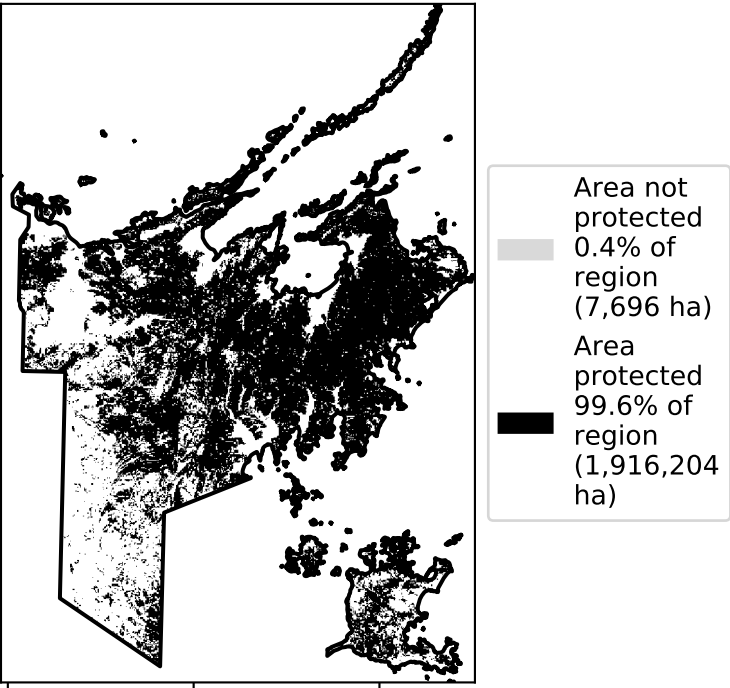 Area not
protected
0.4% of
region
(7,696 ha)
Area
protected
99.6% of
region
(1,916,204
ha)